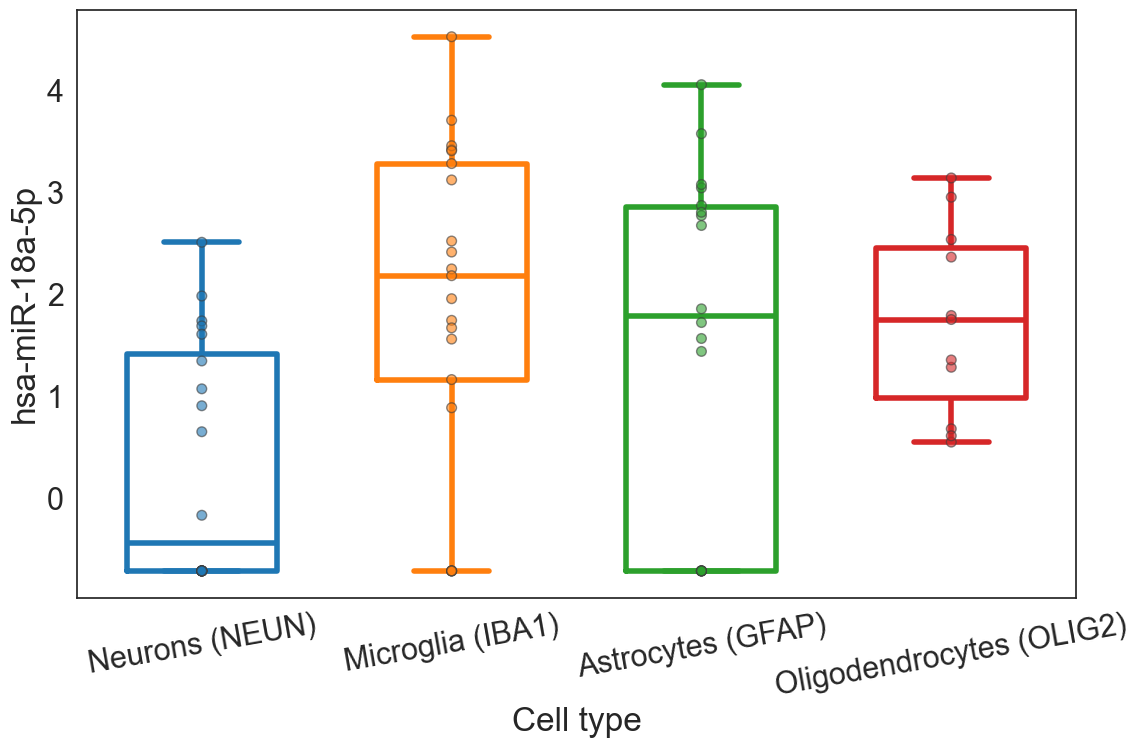 hsa-miR-18a-5p
4
3
2
1
0
Neurons (NEUN)
Microglia (IBA1)
Astrocytes (GFAP)
Oligodendrocytes (OLIG2)
Cell type